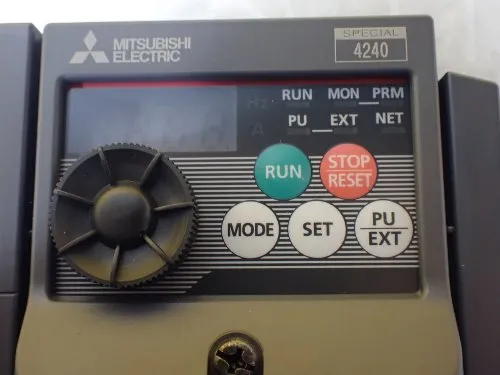 MITSUBISHI
ELECTRIC
SPECIAL
4240
Hz
RUN MON PRM
A
PU EXT NET
RUN
STOP
RESET
MODE
SET
PU
EXT